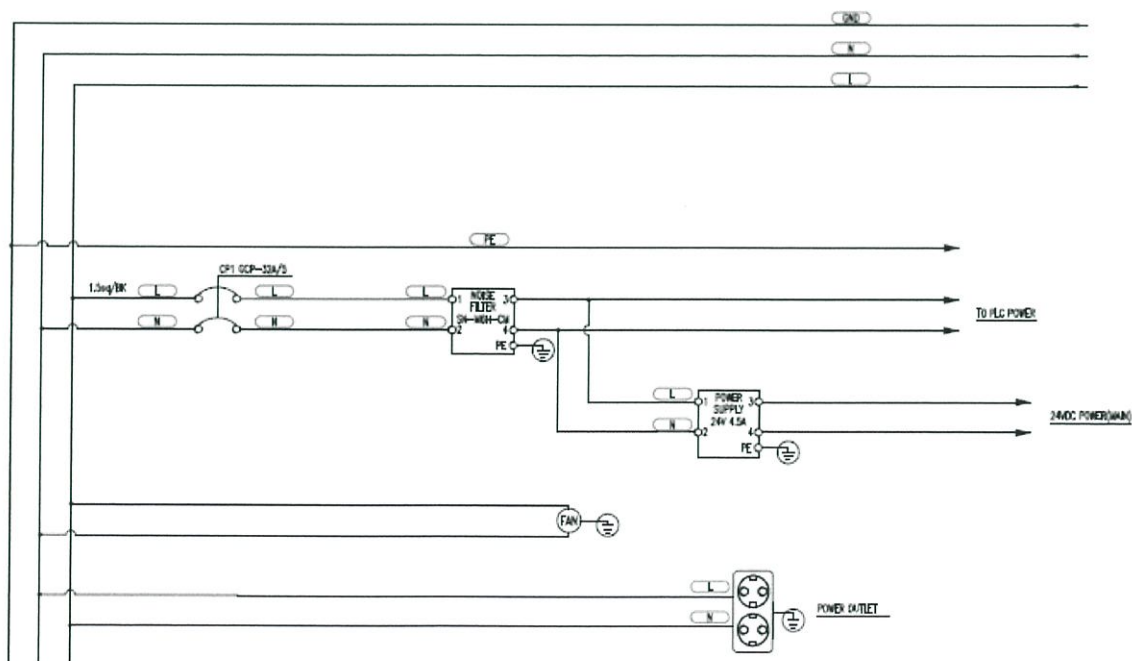 GND
N
L
PE
1.5sq/BK
L
CP1 GCP-33A/5
L
L
N
N
N
1
NOISE
FILTER
3
2
4
PE
TO PLC POWER
L
N
1
POWER
SUPPLY
24V 4.5A
3
2
4
PE
24VDC POWER(MAIN)
FAN
L
N
POWER OUTLET